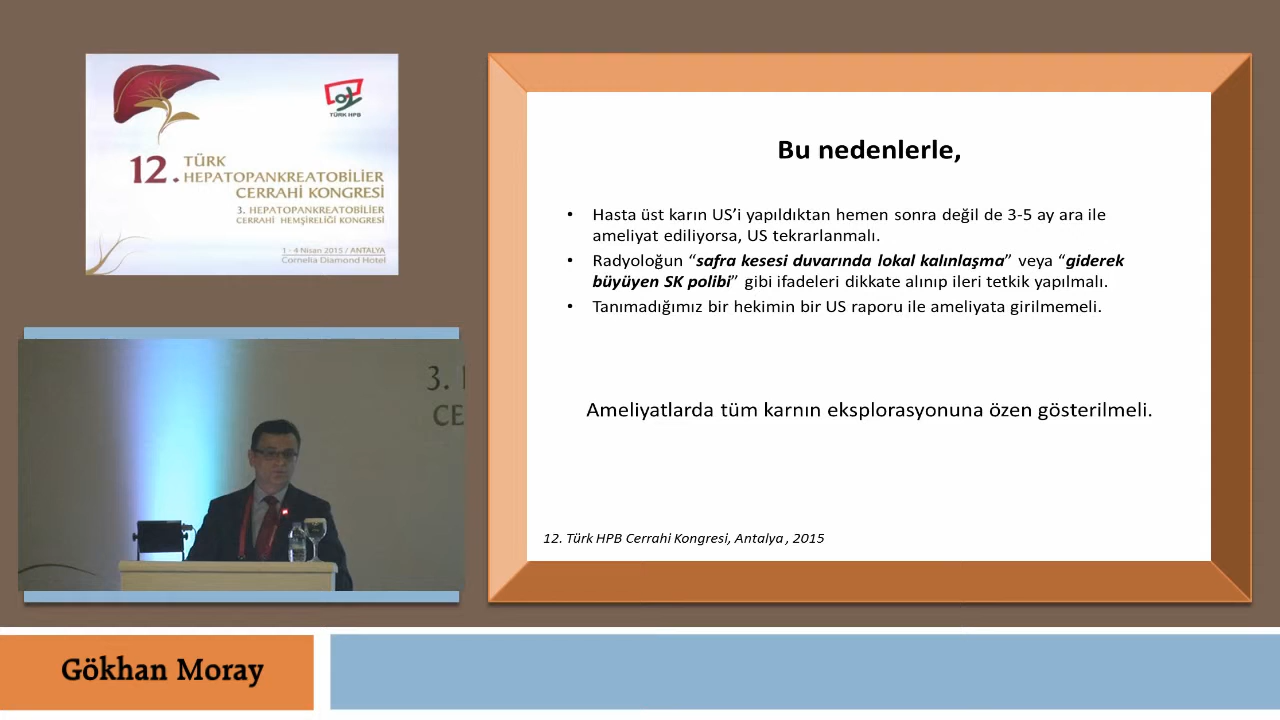 TÜRK HPB
12. TÜRK
HEPATOPANKREATOBİLİER
CERRAHİ KONGRESİ
3. HEPATOPANKREATOBİLİER
CERRAHİ HEMŞİRELİĞİ KONGRESİ
1 - 4 Nisan 2015 / ANTALYA
Cornelia Diamond Hotel
3.
CE
Bu nedenlerle,
• Hasta üst karın US’i yapıldıktan hemen sonra değil de 3-5 ay ara ile
ameliyat ediliyorsa, US tekrarlanmalı.
• Radyoloğun “safra kesesi duvarında lokal kalınlaşma” veya “giderek
büyüyen SK polibi” gibi ifadeleri dikkate alınıp ileri tetkik yapılmalı.
• Tanımadığımız bir hekimin bir US raporu ile ameliyata girilmemeli.
Ameliyatlarda tüm karnın eksplorasyonuna özen gösterilmeli.
12. Türk HPB Cerrahi Kongresi, Antalya , 2015
Gökhan Moray